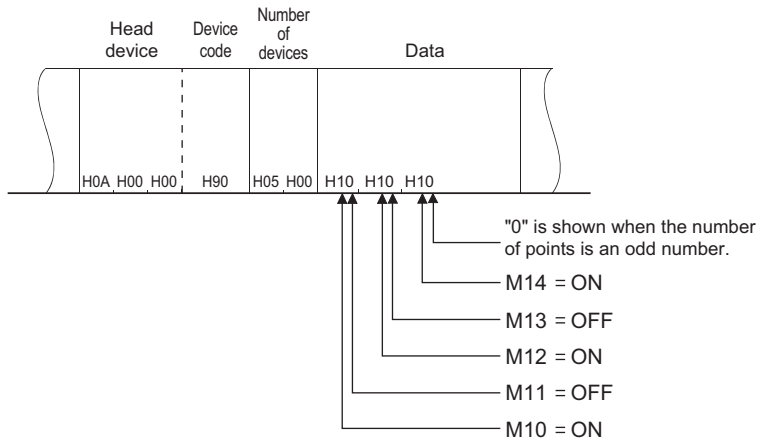 Head
device
Device
code
Number
of
devices
Data
H0A H00 H00 H90 H05 H00 H10 H10 H10
"0" is shown when the number
of points is an odd number.
M14 = ON
M13 = OFF
M12 = ON
M11 = OFF
M10 = ON